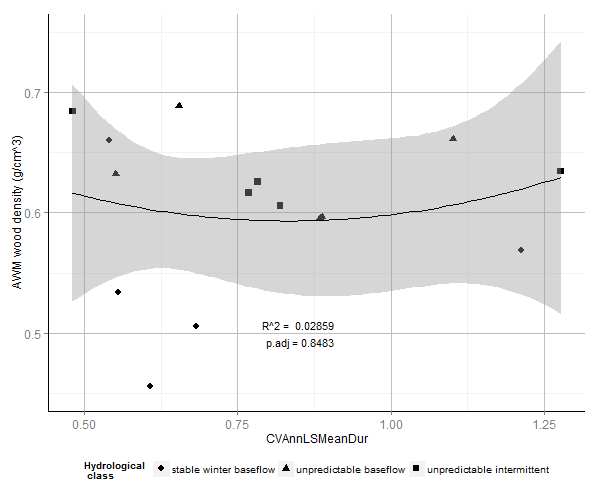 0.7
0.6
0.5
AWM wood density (g/cm^3)
R^2 = 0.02859
p.adj = 0.8483
0.50
0.75
1.00
1.25
CVAnnLSMeanDur
Hydrological
class
stable winter baseflow
unpredictable baseflow
unpredictable intermittent